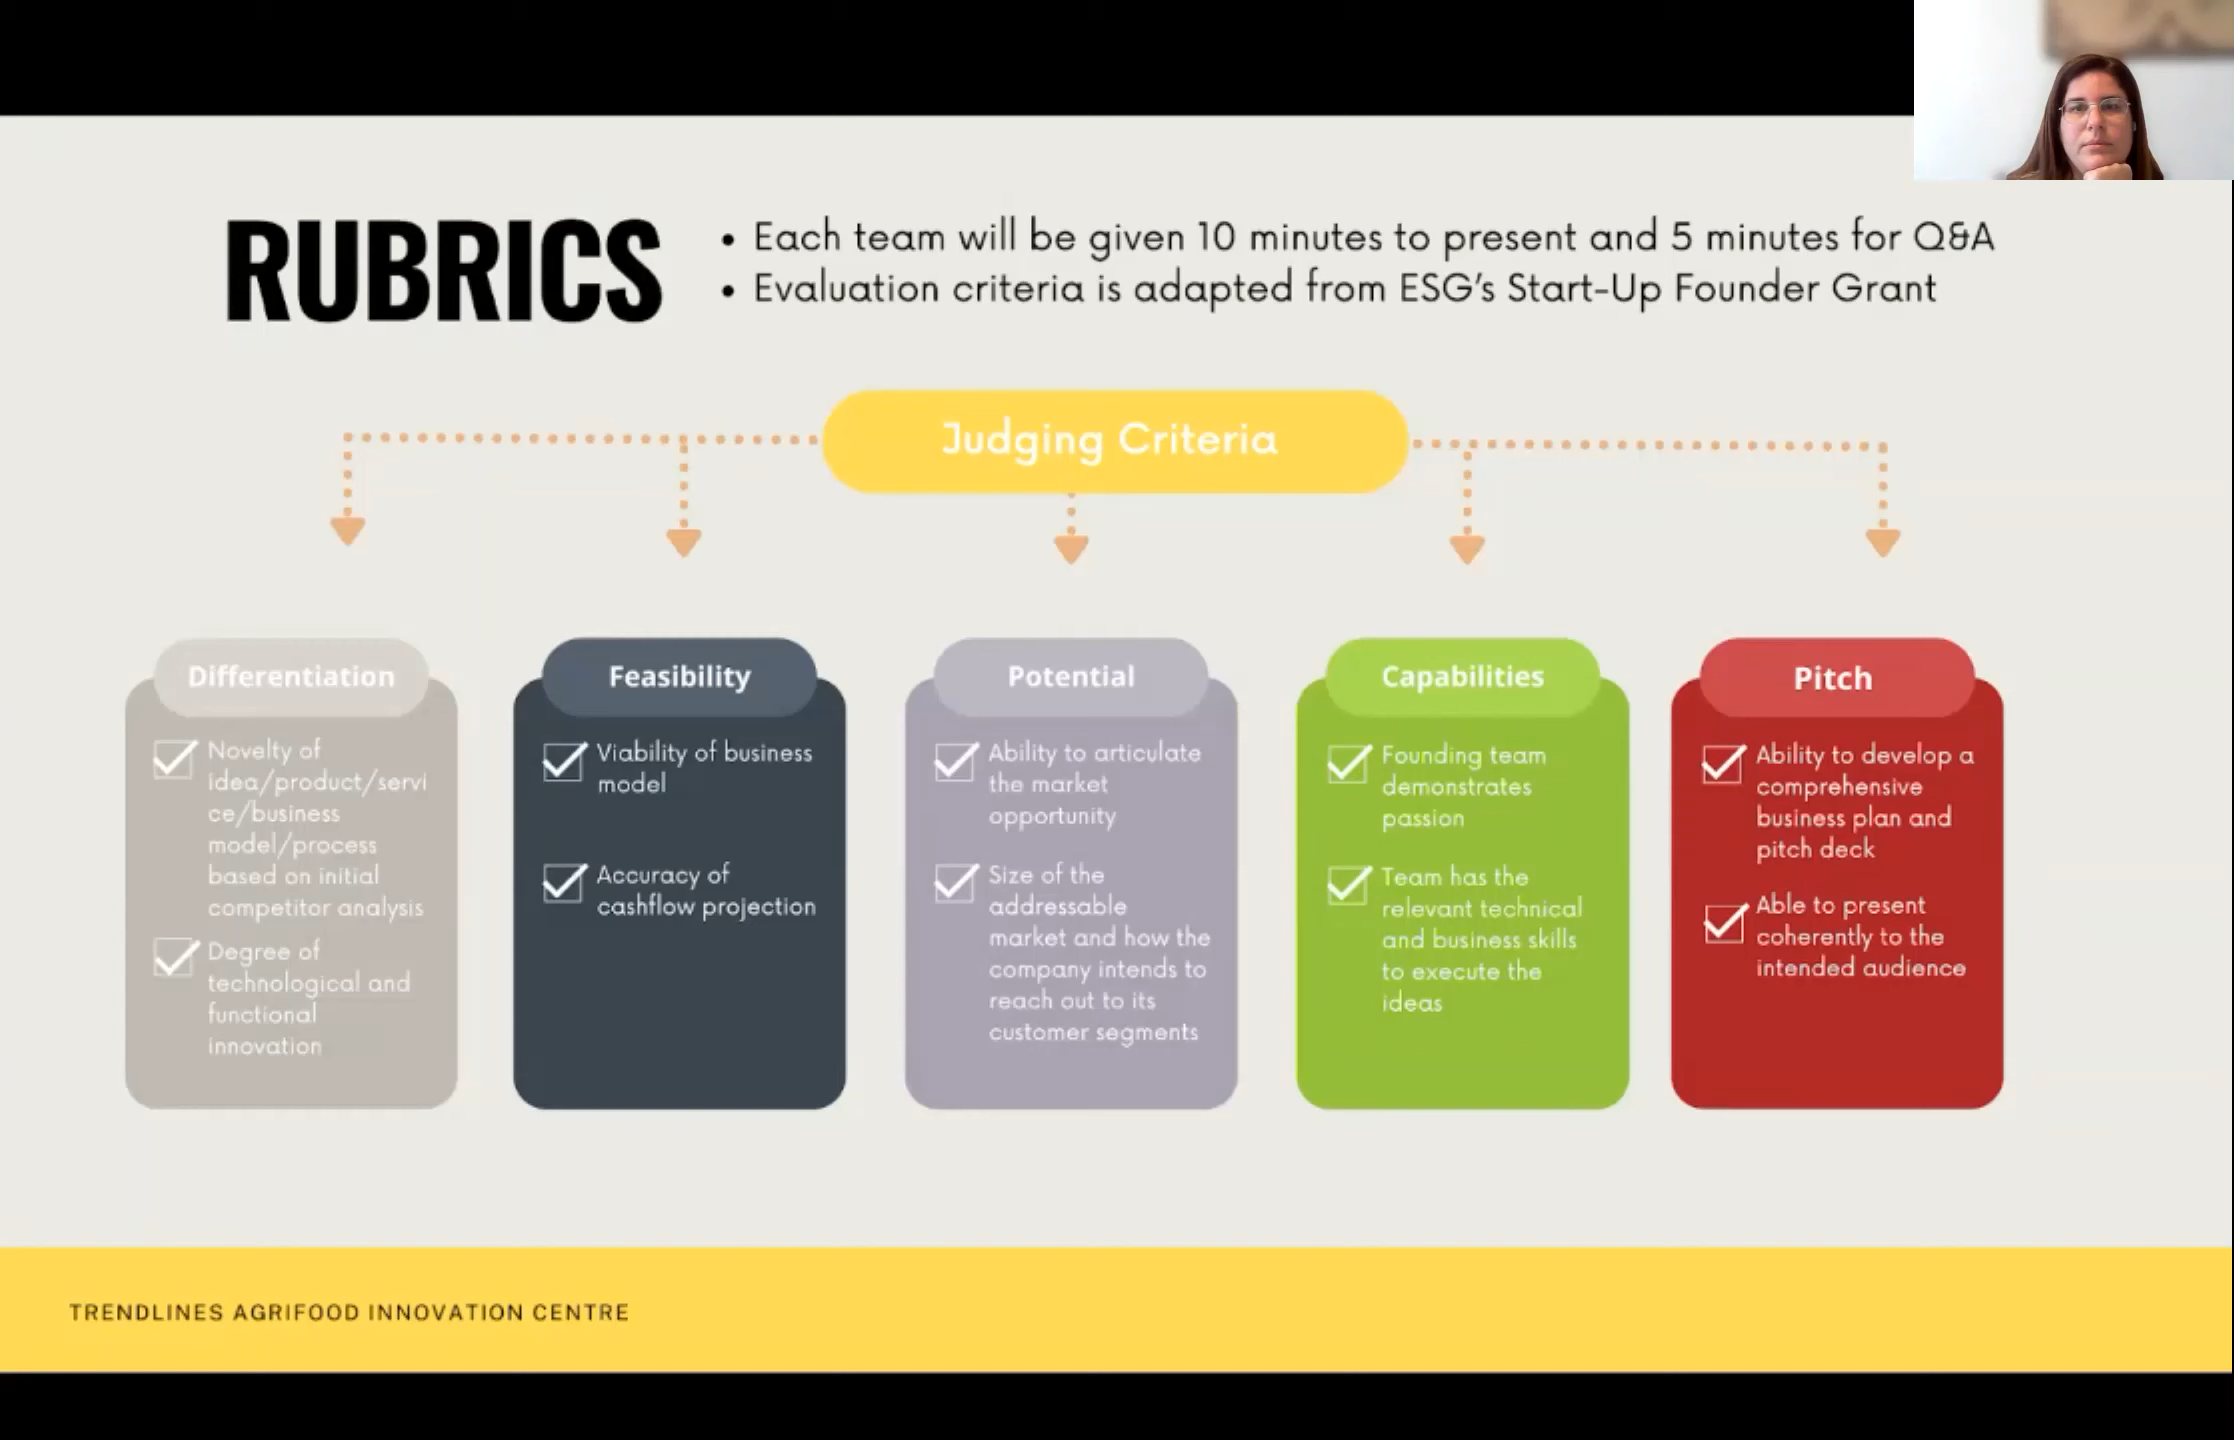 RUBRICS
• Each team will be given 10 minutes to present and 5 minutes for Q&A
• Evaluation criteria is adapted from ESG's Start-Up Founder Grant
Judging Criteria
Differentiation
Novelty of
idea/product/servi
ce/business
model/process
based on initial
competitor analysis
Degree of
technological and
functional
innovation
Feasibility
Viability of business
model
Accuracy of
cashflow projection
Potential
Ability to articulate
the market
opportunity
Size of the
addressable
market and how the
company intends to
reach out to its
customer segments
Capabilities
Founding team
demonstrates
passion
Team has the
relevant technical
and business skills
to execute the
ideas
Pitch
Ability to develop a
comprehensive
business plan and
pitch deck
Able to present
coherently to the
intended audience
TRENDLINES AGRIFOOD INNOVATION CENTRE